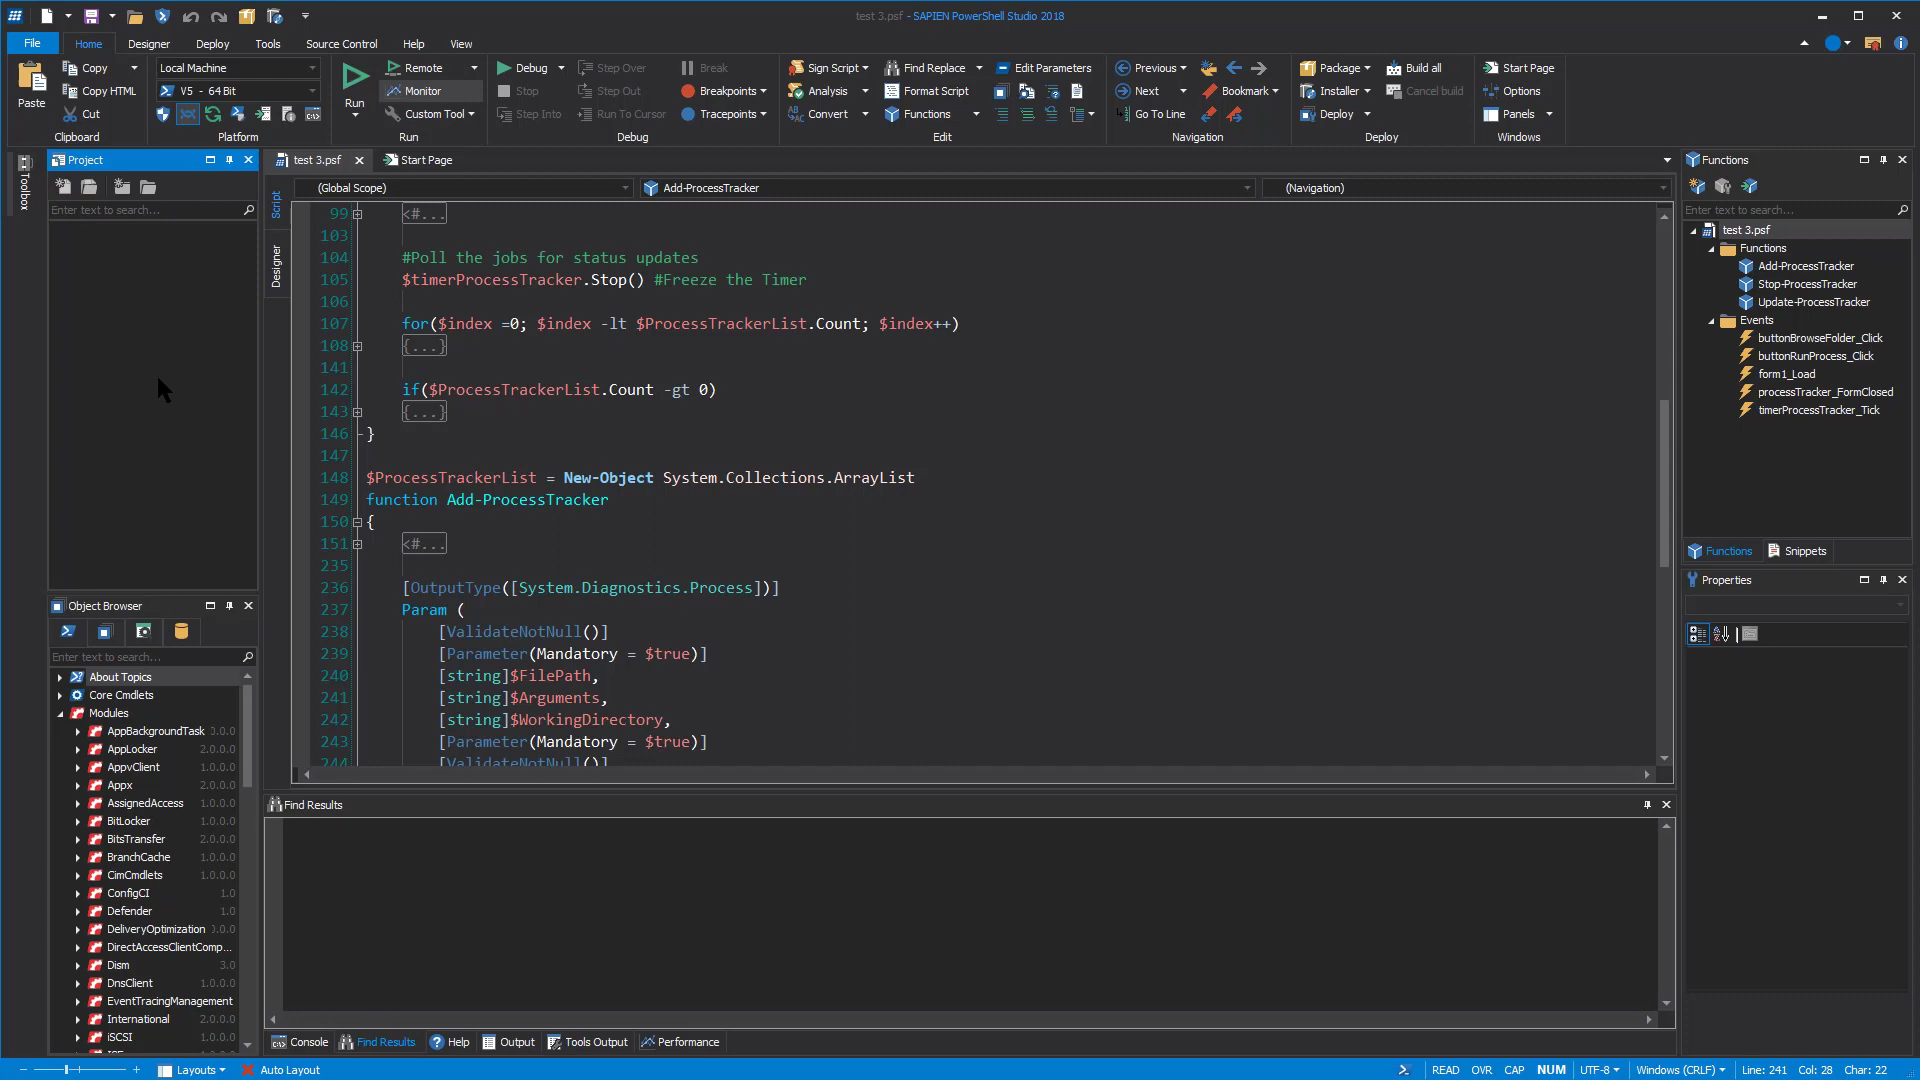 test 3.psf - SAPIEN PowerShell Studio 2018
File
Home
Designer
Deploy
Tools
Source Control
Help
View
Paste
Copy
Copy HTML
Cut
Clipboard
Local Machine
V5 - 64 Bit
Platform
Run
Remote
Monitor
Custom Tool
Run
Debug
Stop
Step Into
Step Over
Step Out
Run To Cursor
Break
Breakpoints
Tracepoints
Debug
Sign Script
Analysis
Convert
Find Replace
Format Script
Functions
Edit Parameters
Edit
Previous
Next
Go To Line
Bookmark
Navigation
Package
Installer
Deploy
Build all
Cancel build
Deploy
Start Page
Options
Panels
Windows
Toolbox
Project
Enter text to search...
Object Browser
Enter text to search...
About Topics
Core Cmdlets
Modules
AppBackgroundTask
AppLocker 2.0.0.0
AppvClient 1.0.0.0
Appx 2.0.0.0
AssignedAccess 1.0.0.0
BitLocker 1.0.0.0
BitsTransfer 2.0.0.0
BranchCache 1.0.0.0
CimCmdlets 1.0.0.0
ConfigCI 1.0
Defender 1.0
DeliveryOptimization
DirectAccessClientComp...
Dism 3.0
DnsClient 1.0.0.0
EventTracingManagement
International 2.0.0.0
iSCSI 1.0.0.0
test 3.psf
Start Page
Script
Designer
(Global Scope)
Add-ProcessTracker
(Navigation)
99 <#...
103
104 #Poll the jobs for status updates
105 $timerProcessTracker.Stop() #Freeze the Timer
106
107 for($index =0; $index -lt $ProcessTrackerList.Count; $index++)
108 {...}
141
142 if($ProcessTrackerList.Count -gt 0)
143 {...}
146 }
147
148 $ProcessTrackerList = New-Object System.Collections.ArrayList
149 function Add-ProcessTracker
150 {
151 <#...
235
236 [OutputType([System.Diagnostics.Process])]
237 Param (
238 [ValidateNotNull()]
239 [Parameter(Mandatory = $true)]
240 [string]$FilePath,
241 [string]$Arguments,
242 [string]$WorkingDirectory,
243 [Parameter(Mandatory = $true)]
244 [ValidateNotNull()]
Find Results
Console
Find Results
Help
Output
Tools Output
Performance
Functions
Enter text to search...
test 3.psf
Functions
Add-ProcessTracker
Stop-ProcessTracker
Update-ProcessTracker
Events
buttonBrowseFolder_Click
buttonRunProcess_Click
form1_Load
processTracker_FormClosed
timerProcessTracker_Tick
Functions
Snippets
Properties
Layouts
Auto Layout
READ
OVR
CAP
NUM
UTF-8
Windows (CRLF)
Line: 241
Col: 28
Char: 22